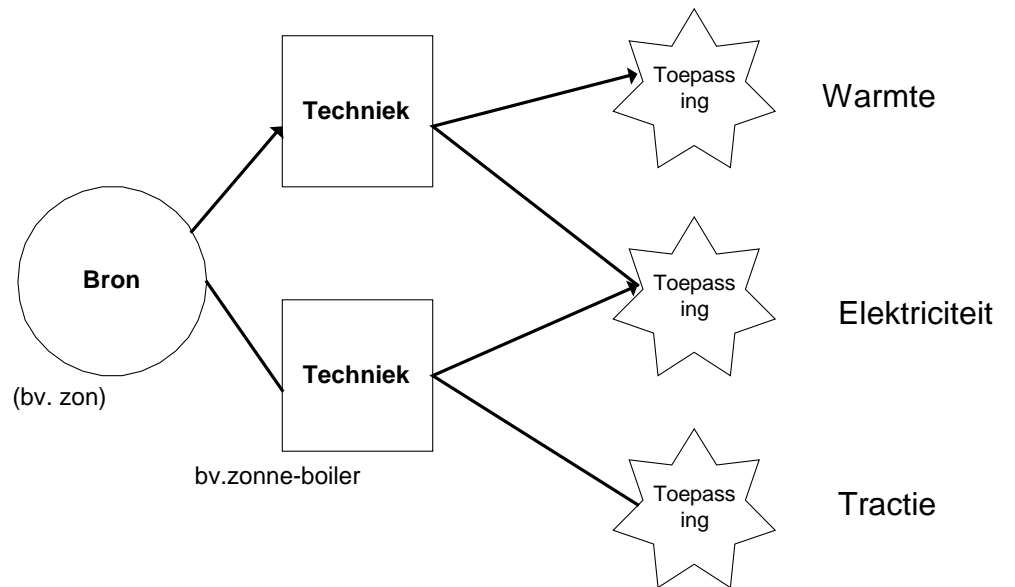 Techniek
Toepass
ing
Warmte
Bron
(bv. zon)
Toepass
ing
Elektriciteit
Techniek
bv.zonne-boiler
Toepass
ing
Tractie